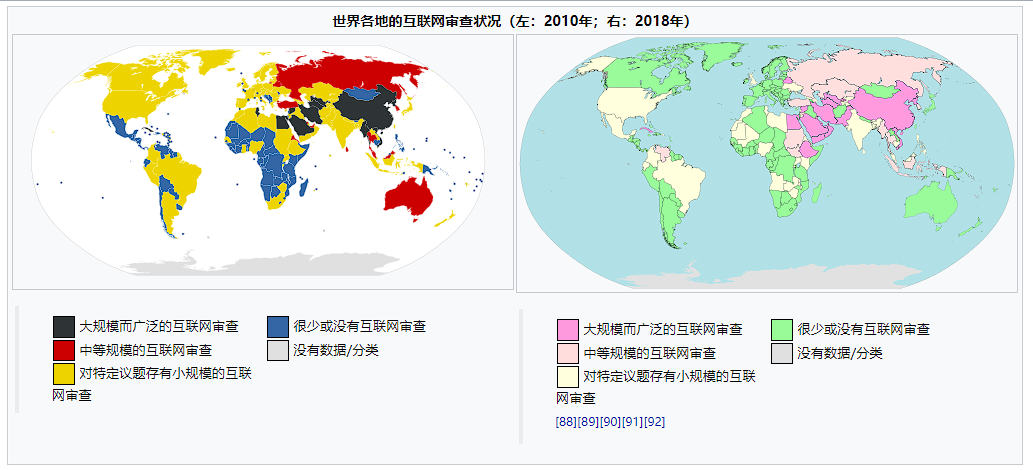 世界各地的互联网审查状况（左：2010年；右：2018年）
大规模而广泛的互联网审查
很少或没有互联网审查
中等规模的互联网审查
没有数据/分类
对特定议题存有小规模的互联
网审查
大规模而广泛的互联网审查
很少或没有互联网审查
中等规模的互联网审查
没有数据/分类
对特定议题存有小规模的互联
网审查
[88][89][90][91][92]